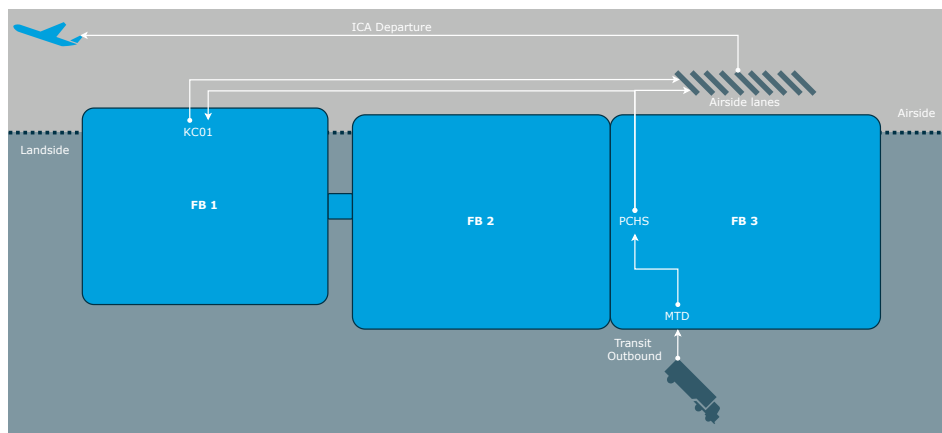 ICA Departure
Airside lanes
Airside
KC01
Landside
FB 1
FB 2
PCHS
FB 3
MTD
Transit
Outbound